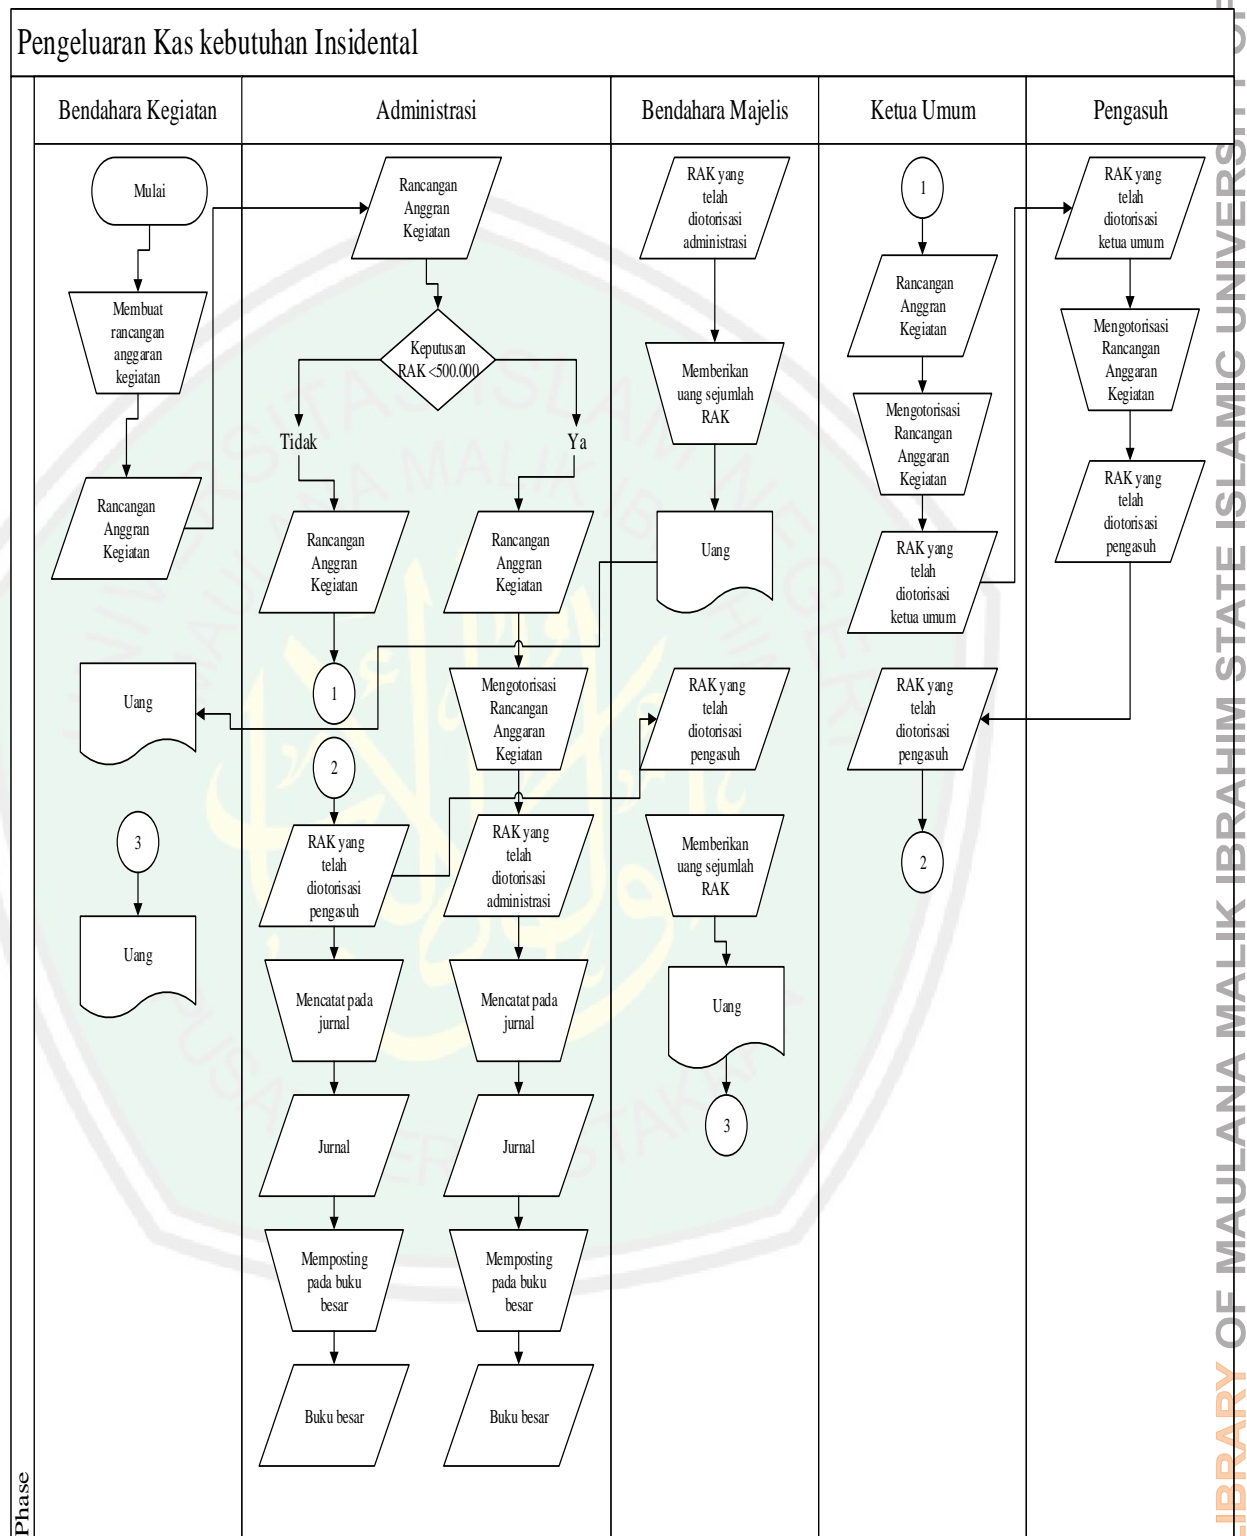 Pengeluaran Kas kebutuhan Insidental
Phase
Bendahara Kegiatan
Administrasi
Bendahara Majelis
Ketua Umum
Pengasuh
Mulai
Membuat
rancangan
anggaran
kegiatan
Rancangan
Anggran
Kegiatan
Uang
3
Uang
Rancangan
Anggran
Kegiatan
Keputusan
RAK <500.000
Tidak
Ya
Rancangan
Anggran
Kegiatan
1
2
RAK yang
telah
diotorisasi
pengasuh
Mencatat pada
jurnal
Jurnal
Memposting
pada buku
besar
Buku besar
Rancangan
Anggran
Kegiatan
Mengotorisasi
Rancangan
Anggaran
Kegiatan
RAK yang
telah
diotorisasi
administrasi
Mencatat pada
jurnal
Jurnal
Memposting
pada buku
besar
Buku besar
RAK yang
telah
diotorisasi
administrasi
Memberikan
uang sejumlah
RAK
Uang
RAK yang
telah
diotorisasi
pengasuh
Memberikan
uang sejumlah
RAK
Uang
3
1
Rancangan
Anggran
Kegiatan
Mengotorisasi
Rancangan
Anggaran
Kegiatan
RAK yang
telah
diotorisasi
ketua umum
RAK yang
telah
diotorisasi
pengasuh
2
RAK yang
telah
diotorisasi
ketua umum
Mengotorisasi
Rancangan
Anggaran
Kegiatan
RAK yang
telah
diotorisasi
pengasuh
OF MAULANA MALIK IBRAHIM STATE ISLAMIC